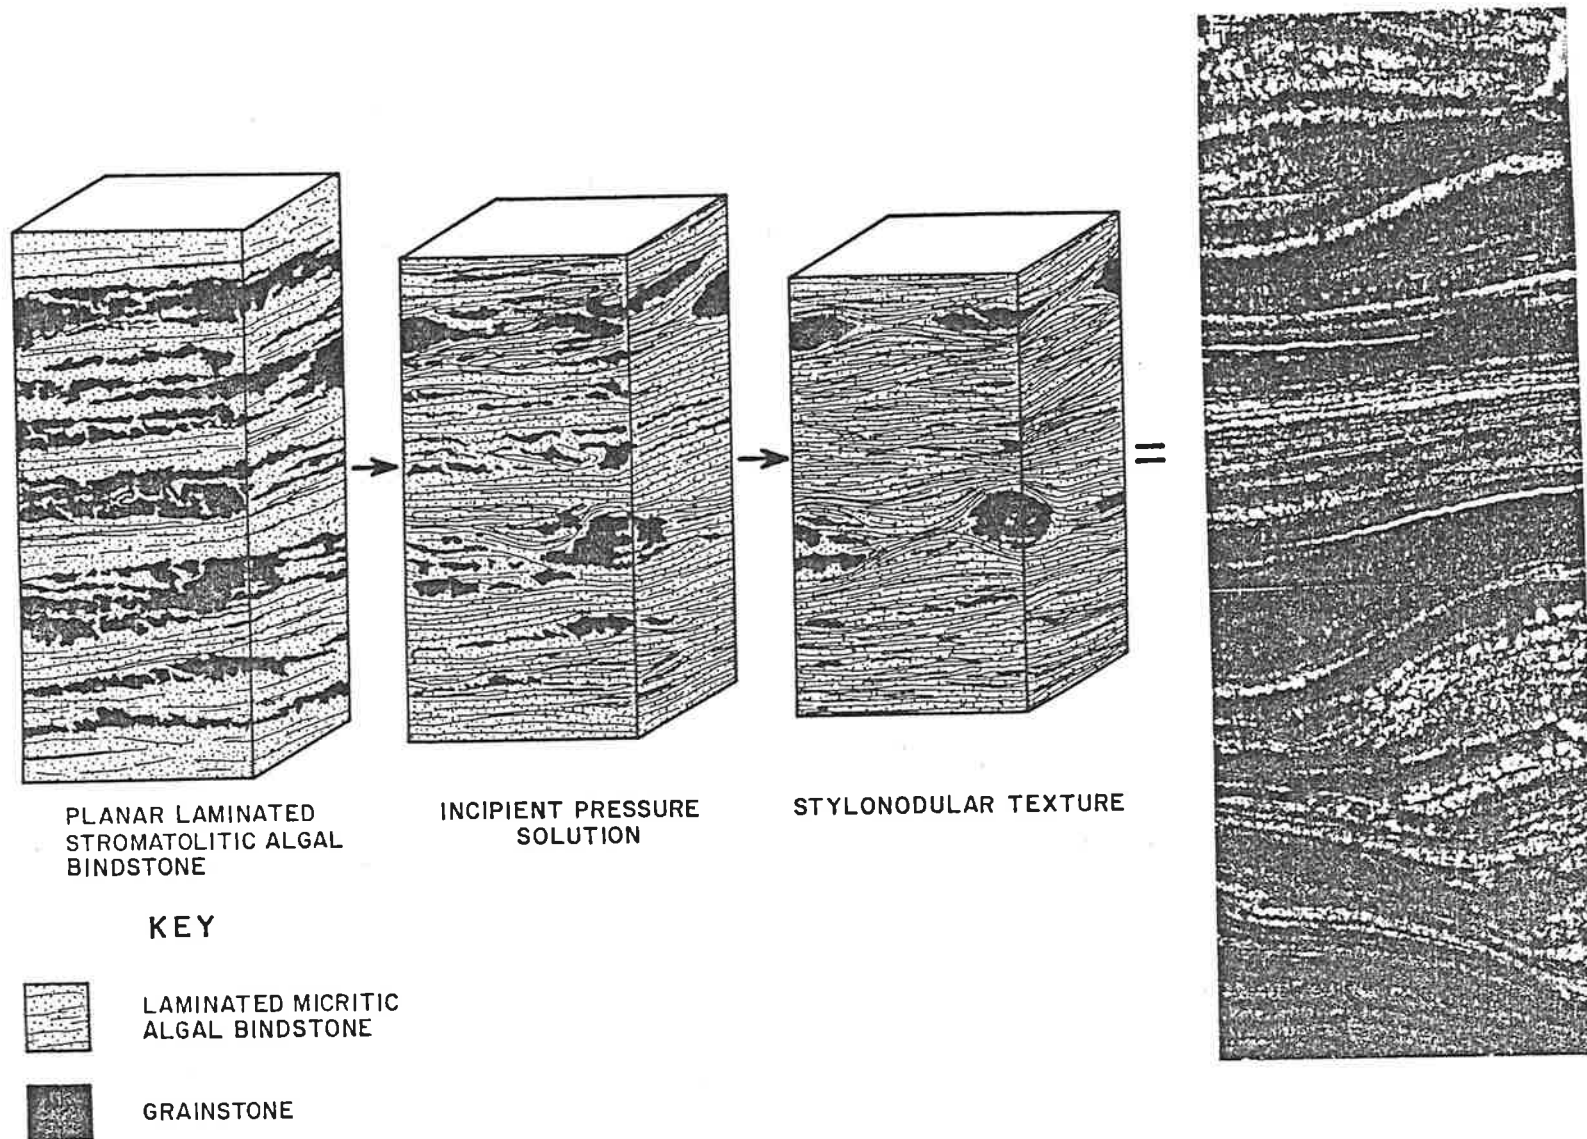 PLANAR LAMINATED
STROMATOLITIC ALGAL
BINDSTONE
INCIPIENT PRESSURE
SOLUTION
STYLONODULAR TEXTURE
=
KEY
LAMINATED MICRITIC
ALGAL BINDSTONE
GRAINSTONE